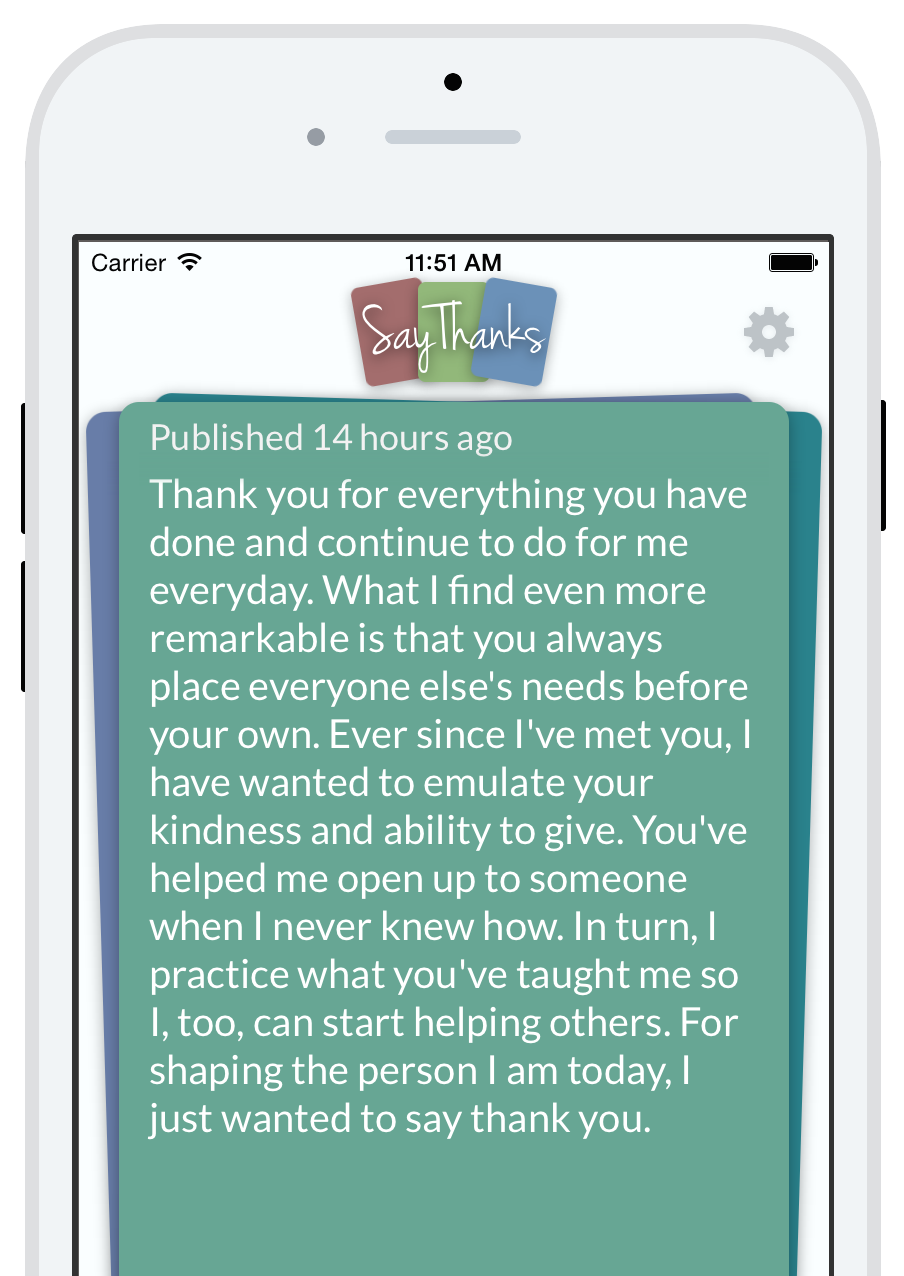 Carrier 11:51 AM
SayThanks
Published 14 hours ago
Thank you for everything you have
done and continue to do for me
everyday. What I find even more
remarkable is that you always
place everyone else's needs before
your own. Ever since I've met you, I
have wanted to emulate your
kindness and ability to give. You've
helped me open up to someone
when I never knew how. In turn, I
practice what you've taught me so
I, too, can start helping others. For
shaping the person I am today, I
just wanted to say thank you.